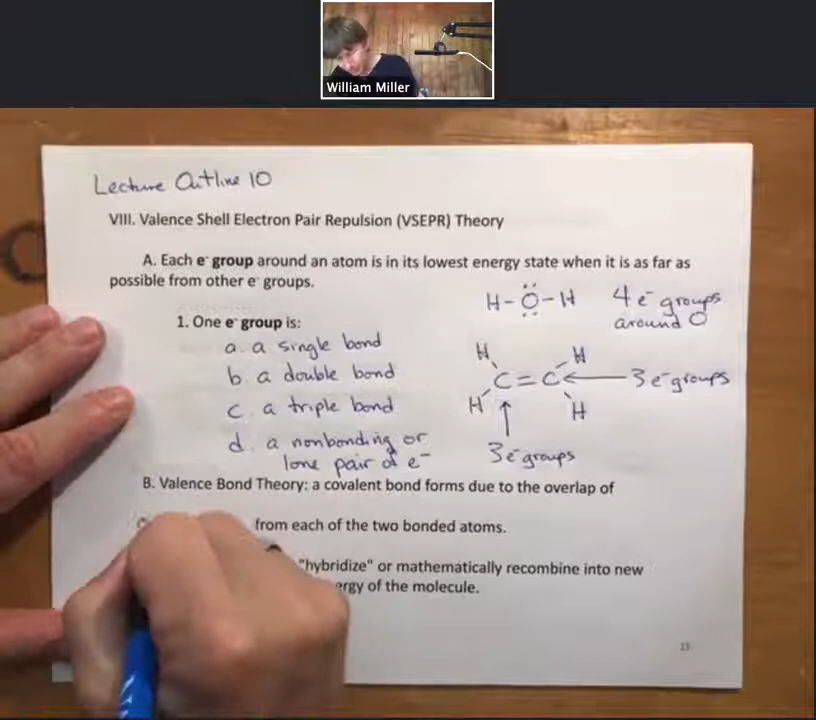 William Miller
Lecture Outline 10
VIII. Valence Shell Electron Pair Repulsion (VSEPR) Theory
A. Each e⁻ group around an atom is in its lowest energy state when it is as far as
possible from other e⁻ groups.
H-Ö-H 4 e⁻ groups
around O
1. One e⁻ group is:
a. a single bond
b. a double bond
c. a triple bond
d. a nonbonding or
lone pair of e⁻
H H
C=C ← 3e⁻groups
H H
3e⁻groups
B. Valence Bond Theory: a covalent bond forms due to the overlap of
from each of the two bonded atoms.
"hybridize" or mathematically recombine into new
energy of the molecule.